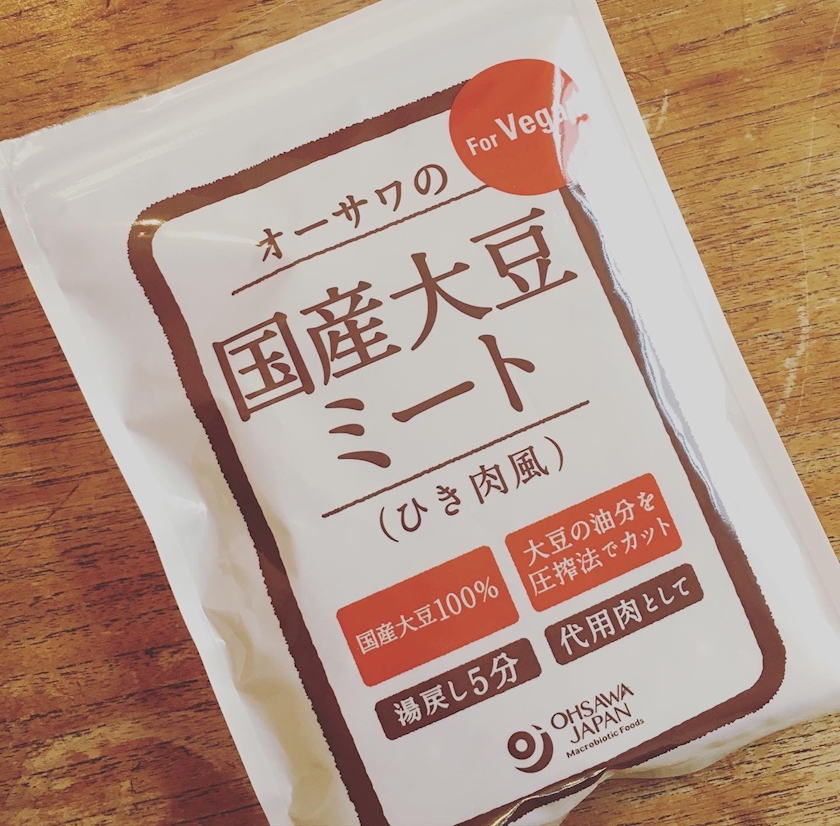 For Vegan
オーサワの
国産大豆
ミート
(ひき肉風)
国産大豆100%
大豆の油分を
圧搾法でカット
湯戻し5分
代用肉として
OHSAWA
JAPAN
Macrobiotic Foods